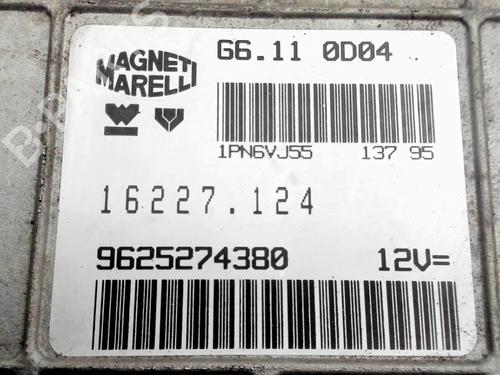 MAGNETI
MARELLI
G6.11 0D04
1PN6VJ55 137 95
16227.124
9625274380 12V=